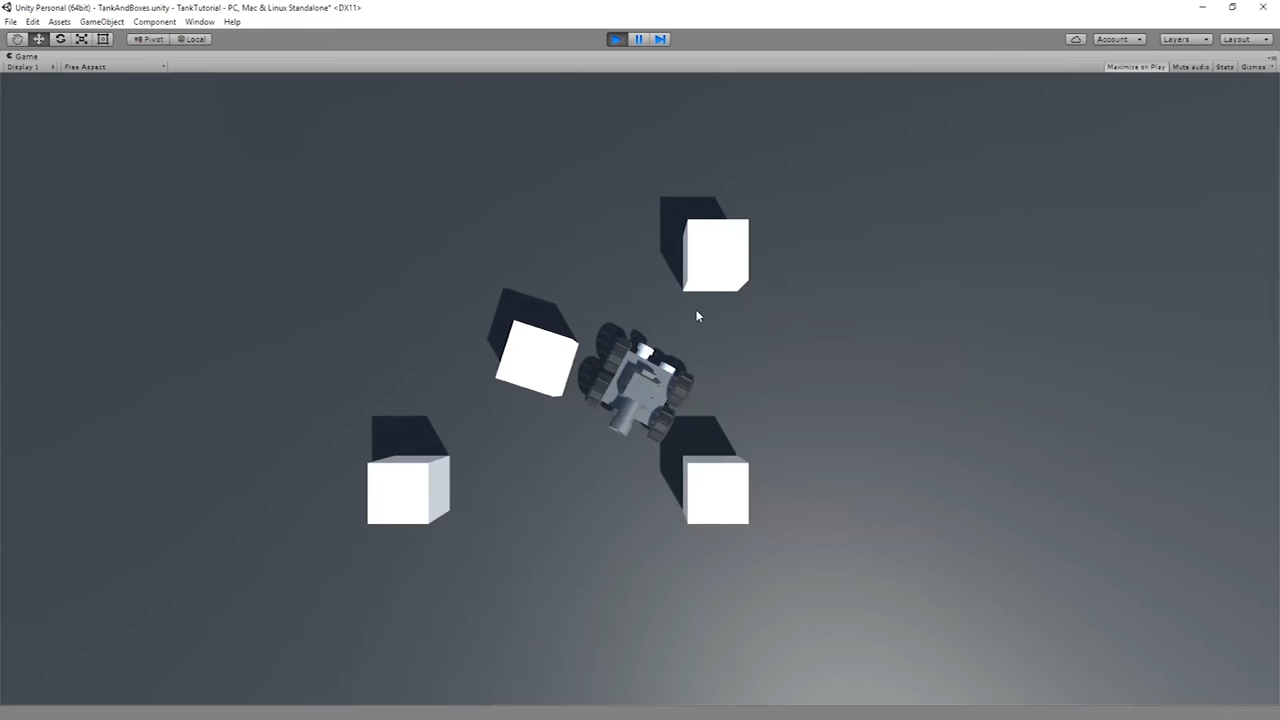 Unity Personal (64bit) - TankAndBoxes.unity - TankTutorial - PC, Mac & Linux Standalone* <DX11>
File Edit Assets GameObject Component Window Help
Pivot Local Account Layers Layout
Game
Display 1 Free Aspect Maximize on Play Mute audio Stats Gizmos